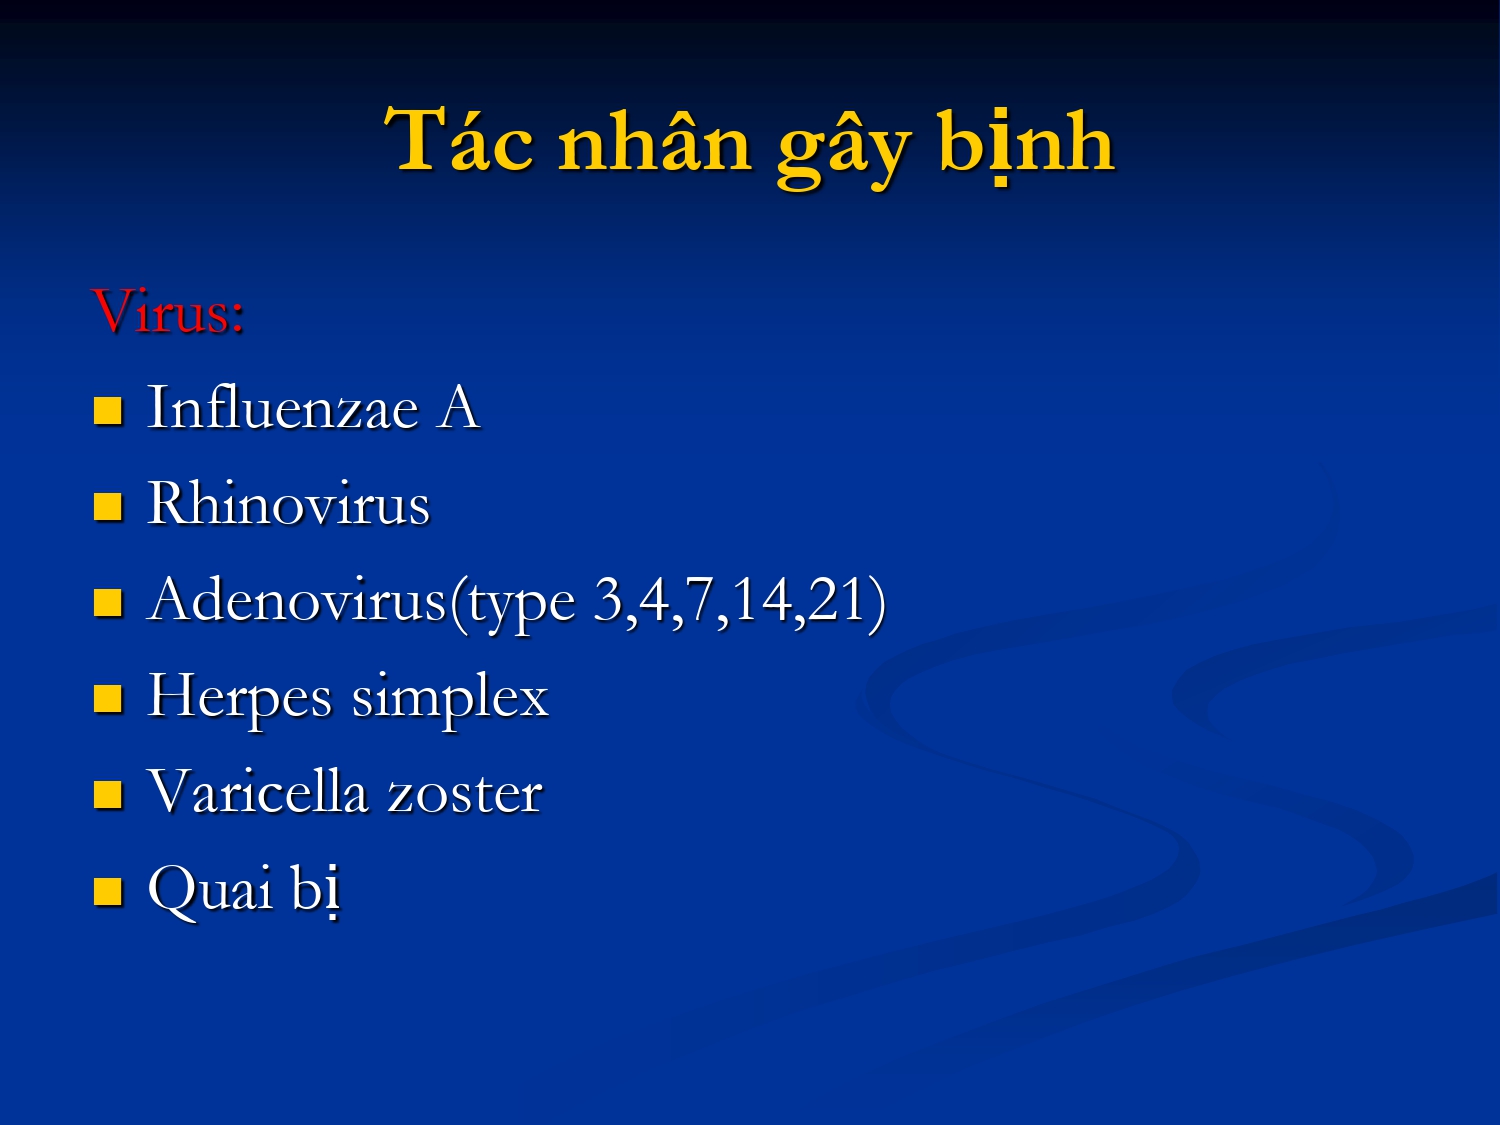 Tác nhân gây bịnh
Virus:
Influenzae A
Rhinovirus
Adenovirus(type 3,4,7,14,21)
Herpes simplex
Varicella zoster
Quai bị